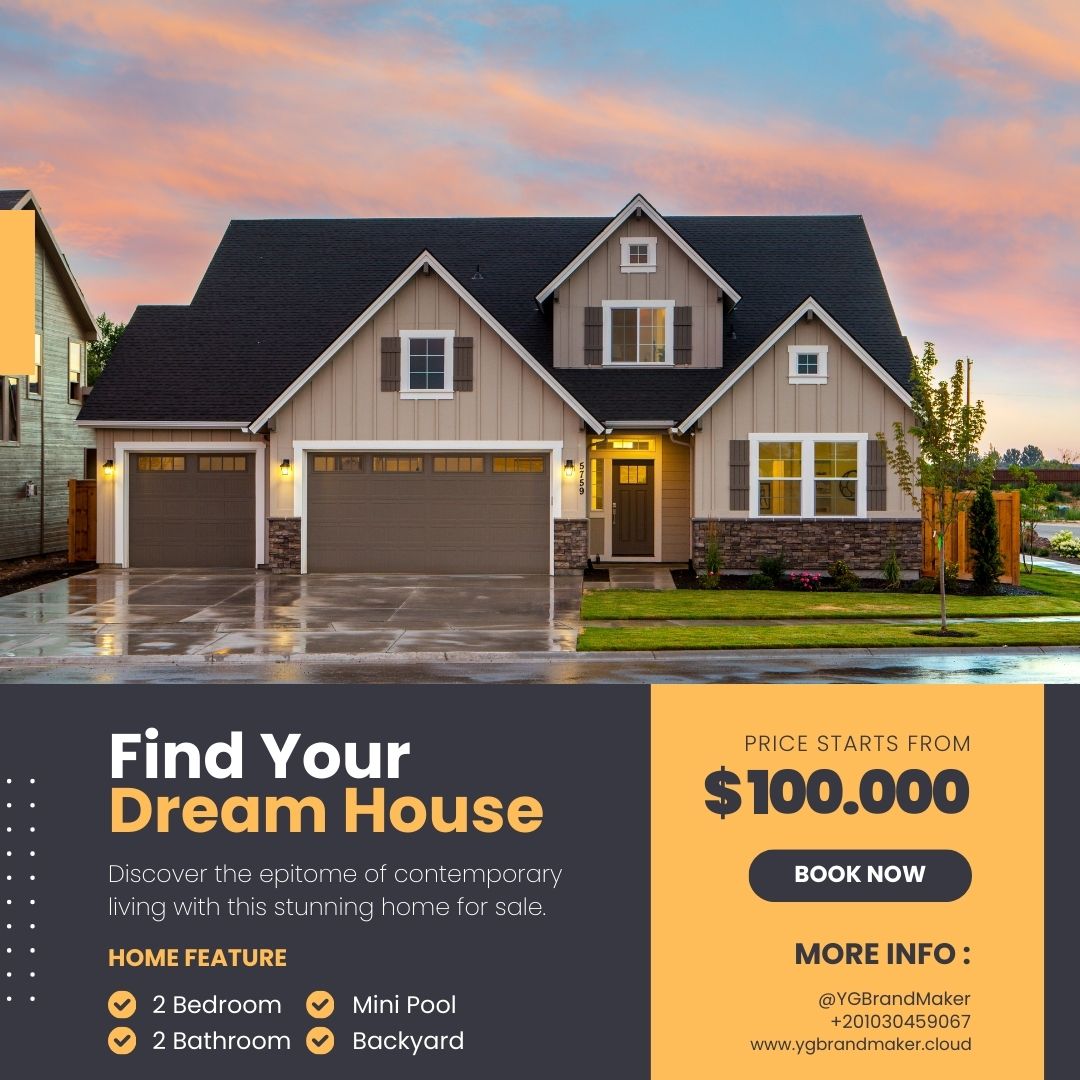 5759
Find Your
Dream House
Discover the epitome of contemporary
living with this stunning home for sale.
HOME FEATURE
2 Bedroom
Mini Pool
2 Bathroom
Backyard
PRICE STARTS FROM
$100.000
BOOK NOW
MORE INFO :
@YGBrandMaker
+201030459067
www.ygbrandmaker.cloud